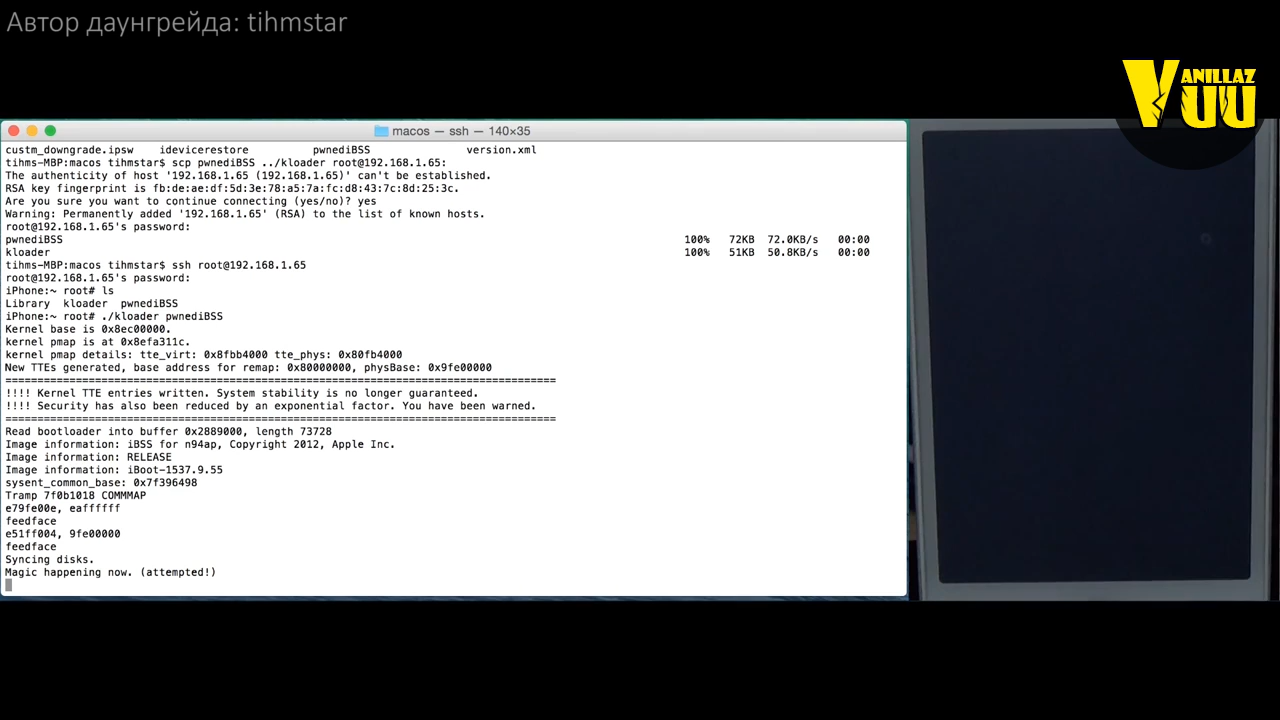 Автор даунгрейда: tihmstar
VANILLAZ
VUU
macos — ssh — 140×35
custm_downgrade.ipsw idevicerestore pwnediBSS version.xml
tihms-MBP:macos tihmstar$ scp pwnediBSS ../kloader root@192.168.1.65:
The authenticity of host '192.168.1.65 (192.168.1.65)' can't be established.
RSA key fingerprint is fb:de:ae:df:5d:3e:78:a5:7a:fc:d8:43:7c:8d:25:3c.
Are you sure you want to continue connecting (yes/no)? yes
Warning: Permanently added '192.168.1.65' (RSA) to the list of known hosts.
root@192.168.1.65's password:
pwnediBSS 100% 72KB 72.0KB/s 00:00
kloader 100% 51KB 50.8KB/s 00:00
tihms-MBP:macos tihmstar$ ssh root@192.168.1.65
root@192.168.1.65's password:
iPhone:~ root# ls
Library kloader pwnediBSS
iPhone:~ root# ./kloader pwnediBSS
Kernel base is 0x8ec00000.
kernel pmap is at 0x8efa311c.
kernel pmap details: tte_virt: 0x8fbb4000 tte_phys: 0x80fb4000
New TTEs generated, base address for remap: 0x80000000, physBase: 0x9fe00000
======================================================================================
!!!! Kernel TTE entries written. System stability is no longer guaranteed.
!!!! Security has also been reduced by an exponential factor. You have been warned.
======================================================================================
Read bootloader into buffer 0x2889000, length 73728
Image information: iBSS for n94ap, Copyright 2012, Apple Inc.
Image information: RELEASE
Image information: iBoot-1537.9.55
sysent_common_base: 0x7f396498
Tramp 7f0b1018 COMMMAP
e79fe00e, eaffffff
feedface
e51ff004, 9fe00000
feedface
Syncing disks.
Magic happening now. (attempted!)